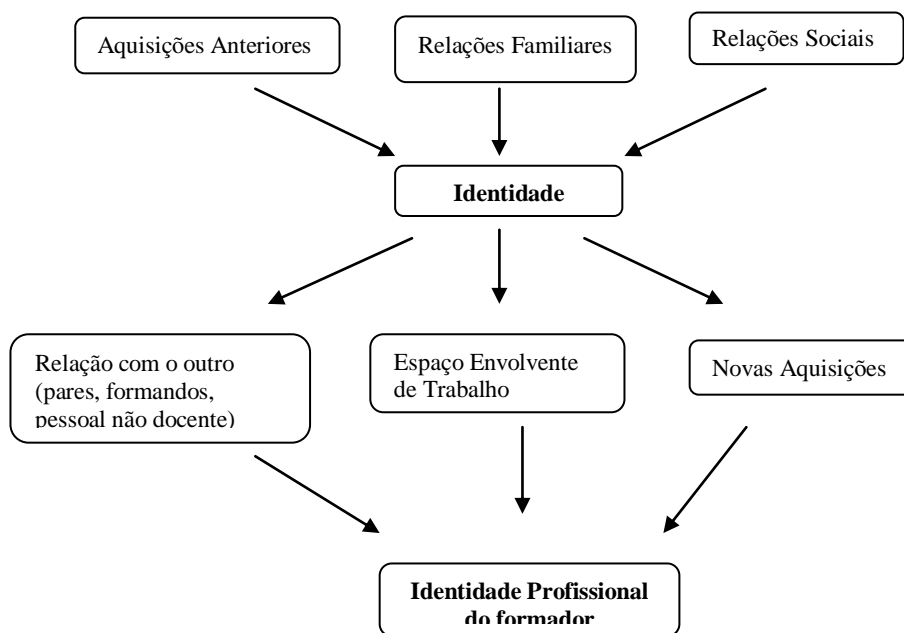 Aquisições Anteriores
Relações Familiares
Relações Sociais
Identidade
Relação com o outro
(pares, formandos,
pessoal não docente)
Espaço Envolvente
de Trabalho
Novas Aquisições
Identidade Profissional
do formador